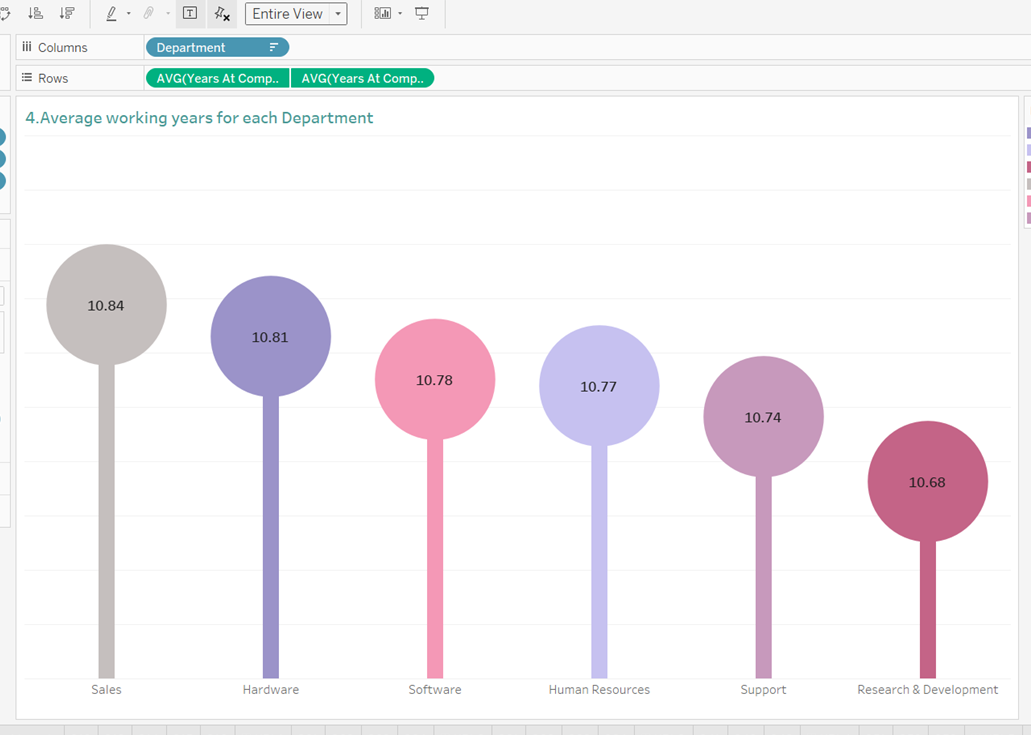 Entire View
Columns
Department
Rows
AVG(Years At Comp..
AVG(Years At Comp..
4.Average working years for each Department
10.84
10.81
10.78
10.77
10.74
10.68
Sales
Hardware
Software
Human Resources
Support
Research & Development